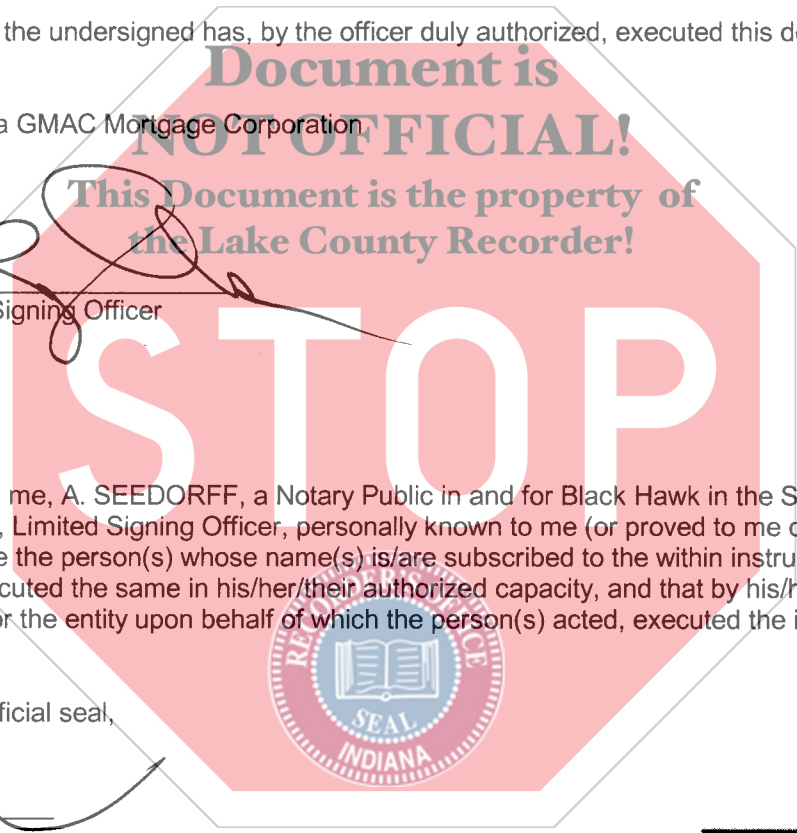 the undersigned has, by the officer duly authorized, executed this
Document is
a GMAC Mortgage Corporation
NOT OFFICIAL!
This Document is the property of
the Lake County Recorder!
Signing Officer
STOP
me, A. SEEDORFF, a Notary Public in and for Black Hawk in the
, Limited Signing Officer, personally known to me (or proved to me
the person(s) whose name(s) is/are subscribed to the within
the same in his/her/their authorized capacity, and that by
the entity upon behalf of which the person(s) acted, executed the
RECORDER'S OFFICE
seal,
SEAL
INDIANA